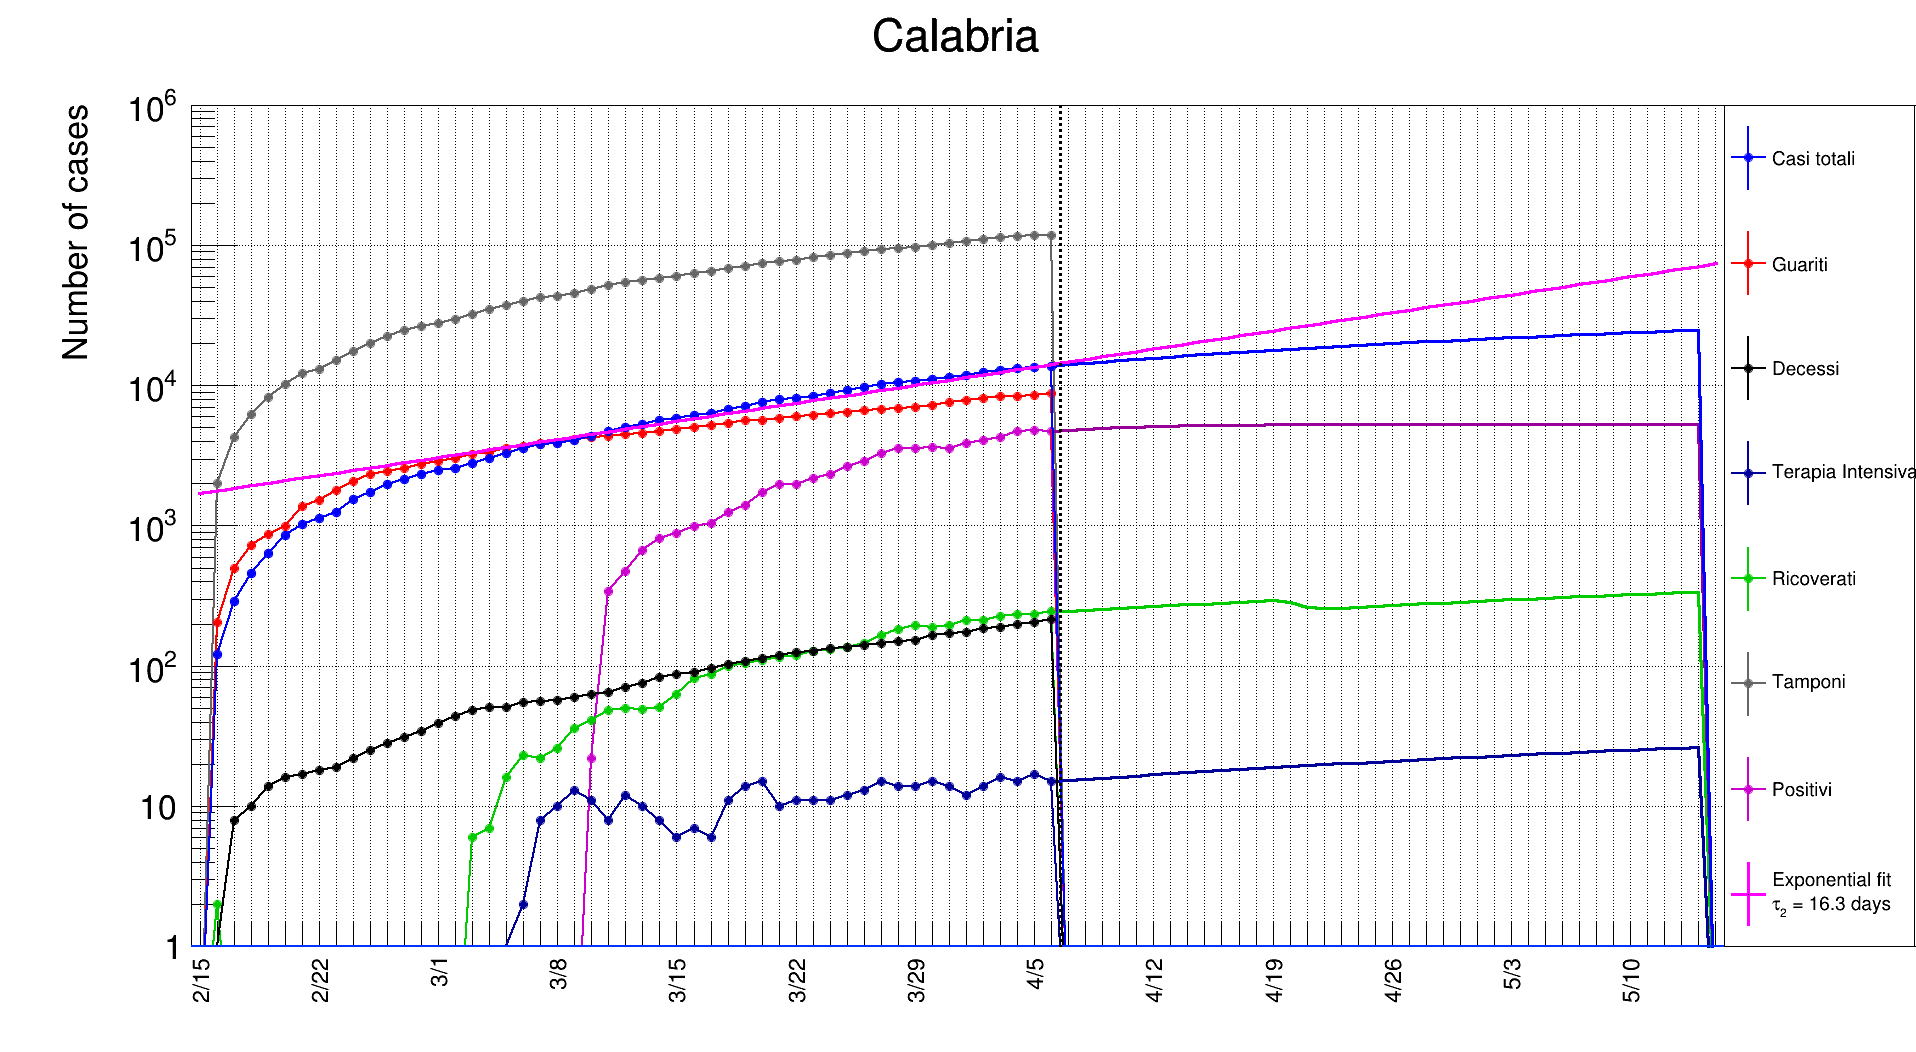 Calabria
Number of cases
10^6
10^5
10^4
10^3
10^2
10
1
2/15
2/22
3/1
3/8
3/15
3/22
3/29
4/5
4/12
4/19
4/26
5/3
5/10
Casi totali
Guariti
Decessi
Terapia Intensiva
Ricoverati
Tamponi
Positivi
Exponential fit
τ_2 = 16.3 days